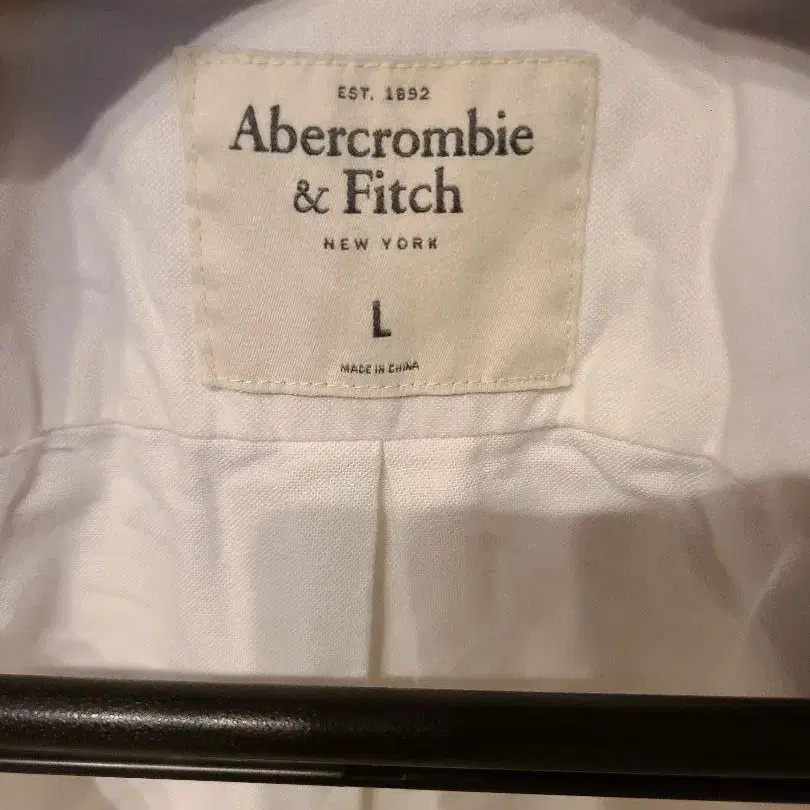 EST. 1892
Abercrombie
& Fitch
NEW YORK
L
MADE IN CHINA